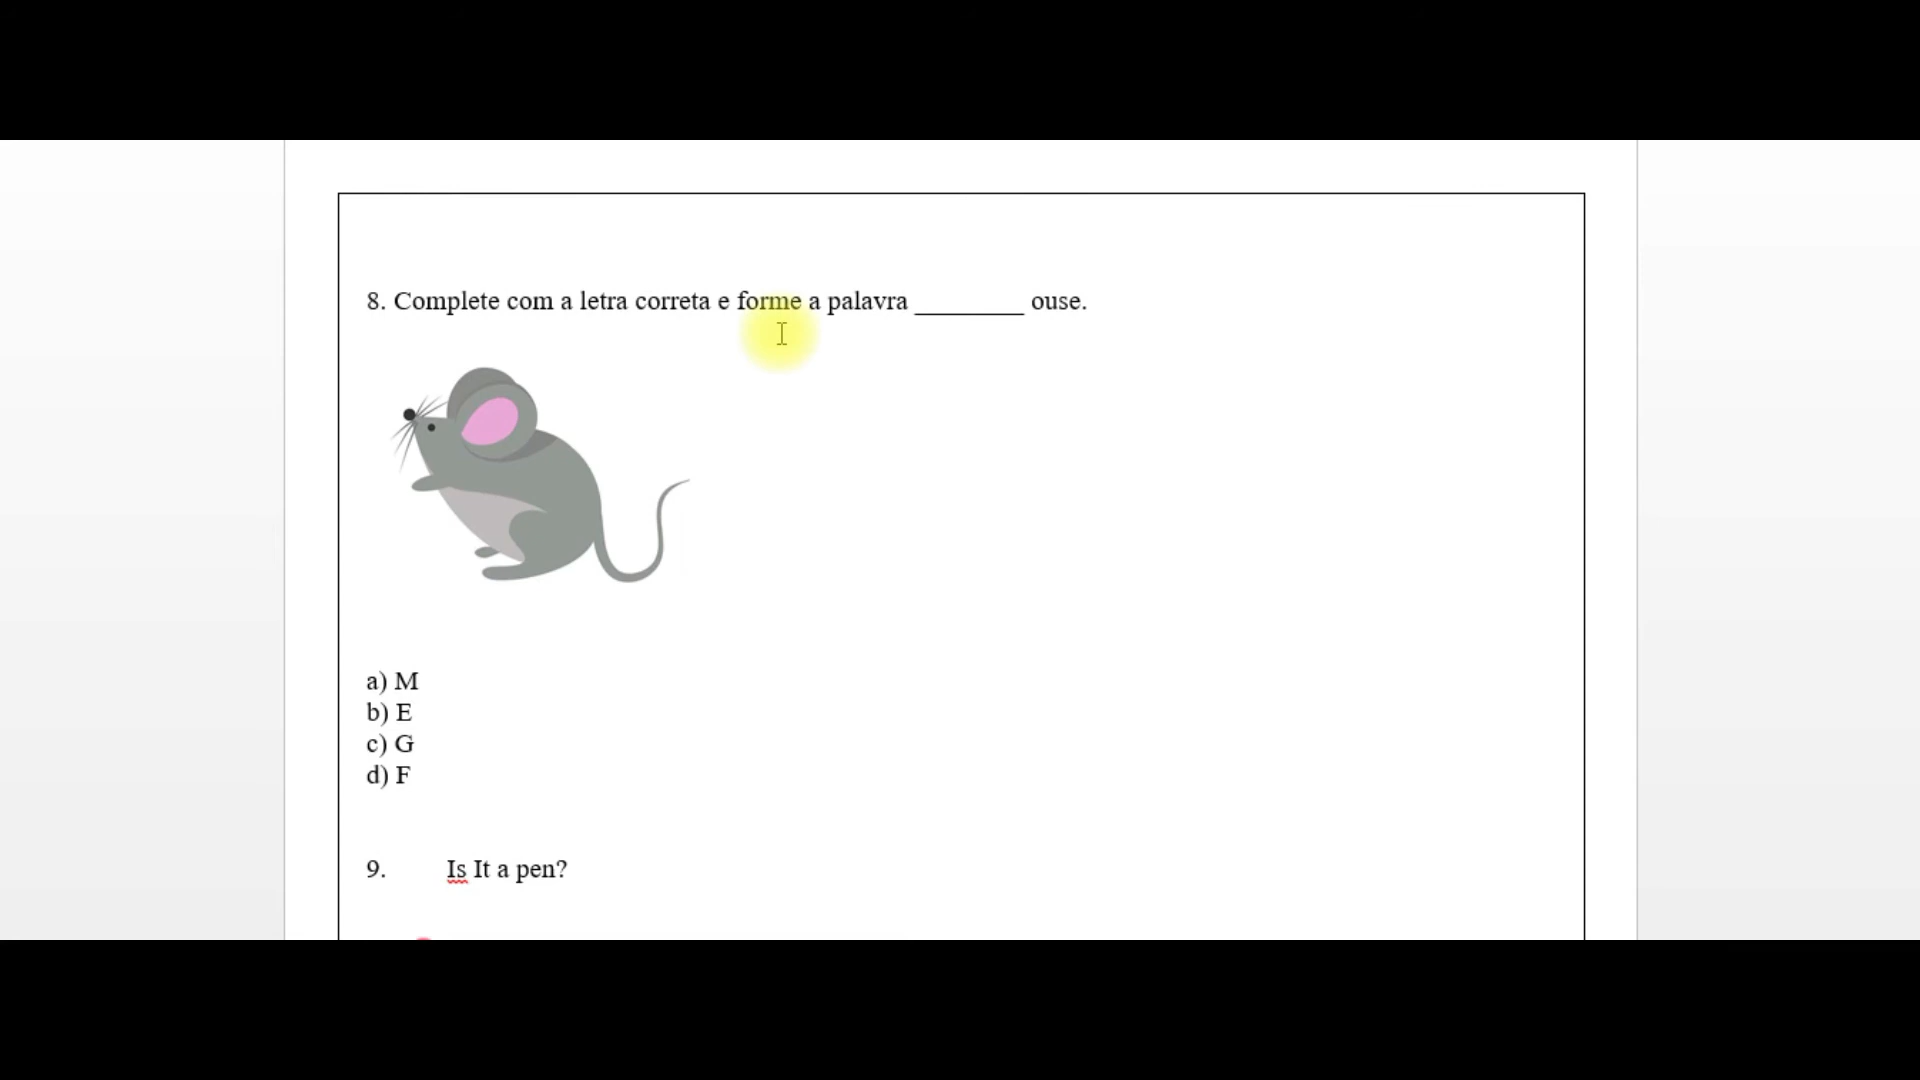 8. Complete com a letra correta e forme a palavra ________ ouse.
a) M
b) E
c) G
d) F
9. Is It a pen?